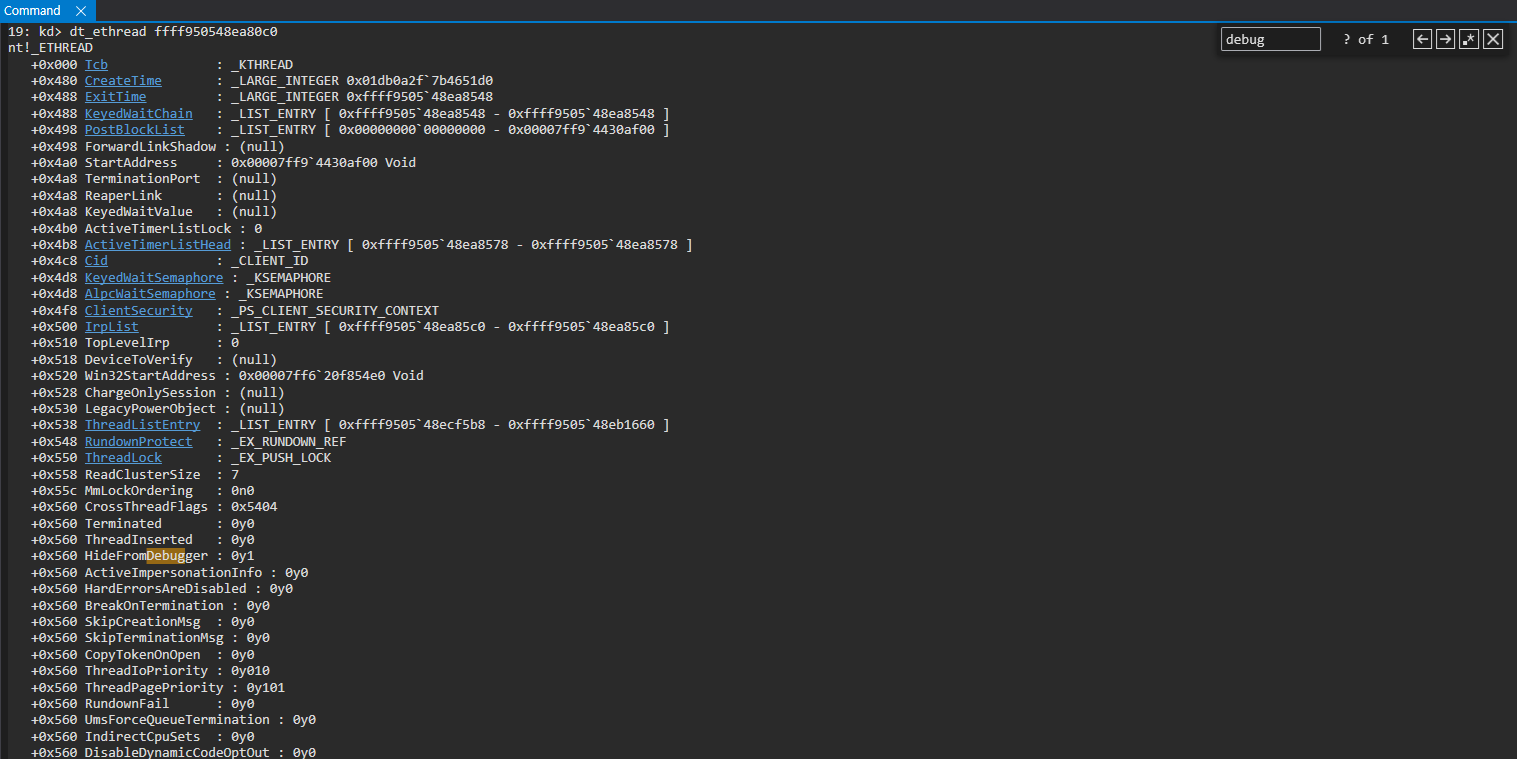 Command
19: kd> dt_ethread ffff950548ea80c0
debug ? of 1
nt!_ETHREAD
+0x000 Tcb : _KTHREAD
+0x480 CreateTime : _LARGE_INTEGER 0x01db0a2f`7b4651d0
+0x488 ExitTime : _LARGE_INTEGER 0xffff9505`48ea8548
+0x488 KeyedWaitChain : _LIST_ENTRY [ 0xffff9505`48ea8548 - 0xffff9505`48ea8548 ]
+0x498 PostBlockList : _LIST_ENTRY [ 0x00000000`00000000 - 0x00007ff9`4430af00 ]
+0x498 ForwardLinkShadow : (null)
+0x4a0 StartAddress : 0x00007ff9`4430af00 Void
+0x4a8 TerminationPort : (null)
+0x4a8 ReaperLink : (null)
+0x4a8 KeyedWaitValue : (null)
+0x4b0 ActiveTimerListLock : 0
+0x4b8 ActiveTimerListHead : _LIST_ENTRY [ 0xffff9505`48ea8578 - 0xffff9505`48ea8578 ]
+0x4c8 Cid : _CLIENT_ID
+0x4d8 KeyedWaitSemaphore : _KSEMAPHORE
+0x4d8 AlpcWaitSemaphore : _KSEMAPHORE
+0x4f8 ClientSecurity : _PS_CLIENT_SECURITY_CONTEXT
+0x500 IrpList : _LIST_ENTRY [ 0xffff9505`48ea85c0 - 0xffff9505`48ea85c0 ]
+0x510 TopLevelIrp : 0
+0x518 DeviceToVerify : (null)
+0x520 Win32StartAddress : 0x00007ff6`20f854e0 Void
+0x528 ChargeOnlySession : (null)
+0x530 LegacyPowerObject : (null)
+0x538 ThreadListEntry : _LIST_ENTRY [ 0xffff9505`48ecf5b8 - 0xffff9505`48eb1660 ]
+0x548 RundownProtect : _EX_RUNDOWN_REF
+0x550 ThreadLock : _EX_PUSH_LOCK
+0x558 ReadClusterSize : 7
+0x55c MmLockOrdering : 0n0
+0x560 CrossThreadFlags : 0x5404
+0x560 Terminated : 0y0
+0x560 ThreadInserted : 0y0
+0x560 HideFromDebugger : 0y1
+0x560 ActiveImpersonationInfo : 0y0
+0x560 HardErrorsAreDisabled : 0y0
+0x560 BreakOnTermination : 0y0
+0x560 SkipCreationMsg : 0y0
+0x560 SkipTerminationMsg : 0y0
+0x560 CopyTokenOnOpen : 0y0
+0x560 ThreadIoPriority : 0y010
+0x560 ThreadPagePriority : 0y101
+0x560 RundownFail : 0y0
+0x560 UmsForceQueueTermination : 0y0
+0x560 IndirectCpuSets : 0y0
+0x560 DisableDynamicCodeOptOut : 0y0